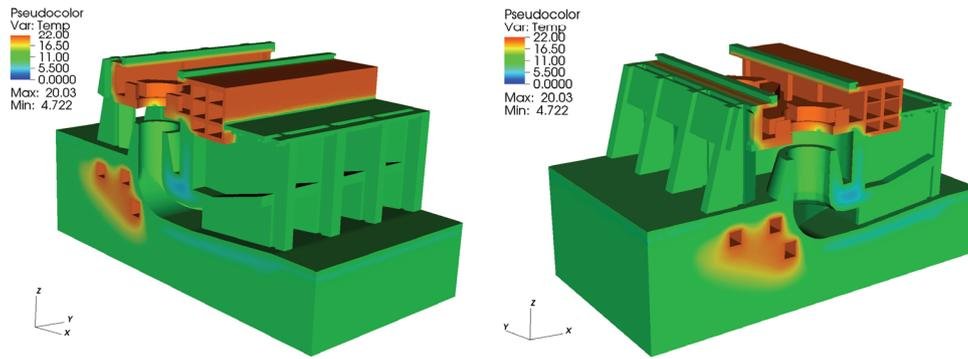 Pseudocolor
Var: Temp
22.00
16.50
11.00
5.500
0.0000
Max: 20.03
Min: 4.722
Z
Y
X
Pseudocolor
Var: Temp
22.00
16.50
11.00
5.500
0.0000
Max: 20.03
Min: 4.722
Z
Y
X